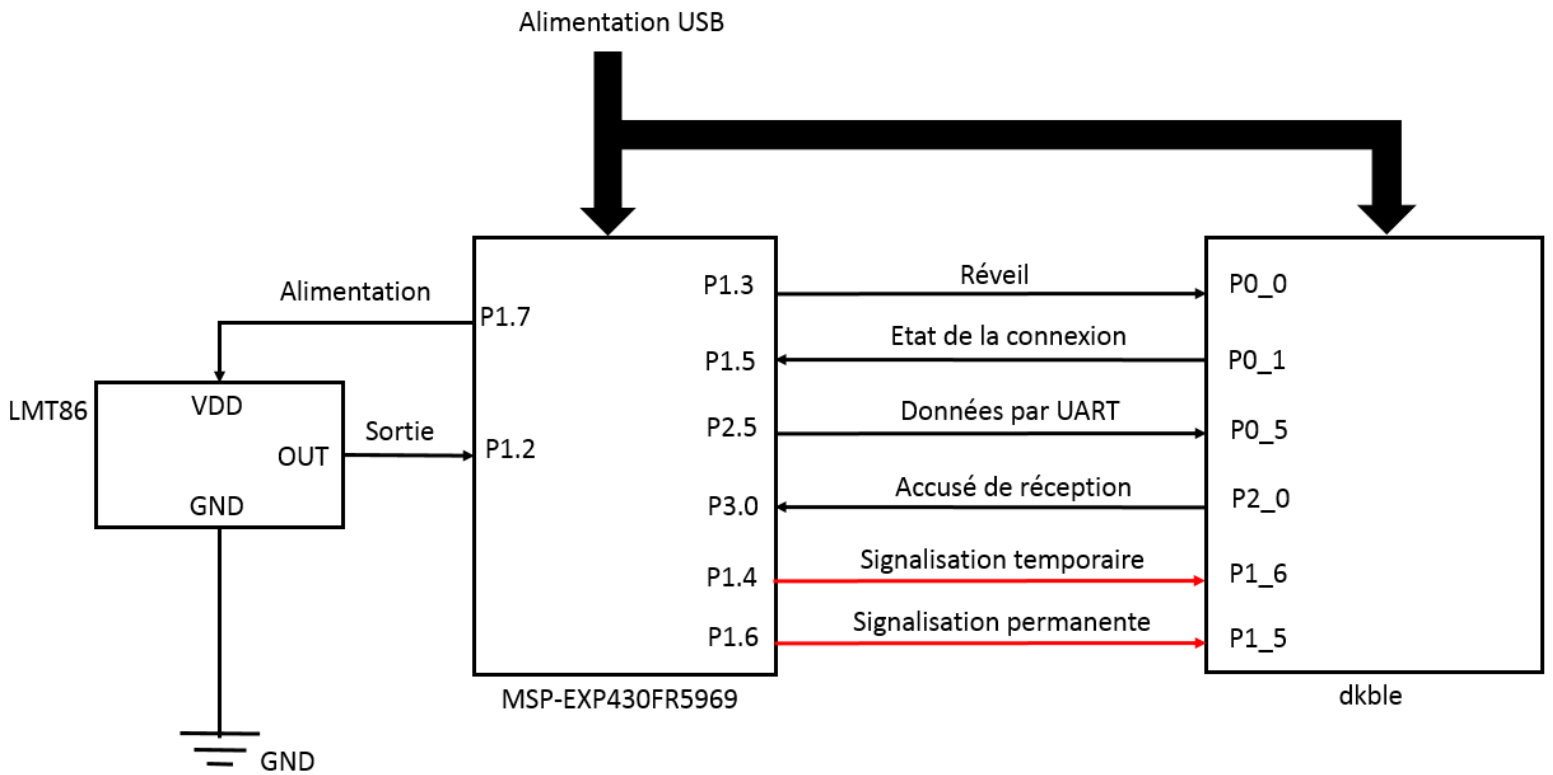 Alimentation USB
Alimentation
P1.7
LMT86
VDD
OUT
GND
Sortie
P1.2
GND
P1.3
Réveil
P0_0
P1.5
Etat de la connexion
P0_1
P2.5
Données par UART
P0_5
P3.0
Accusé de réception
P2_0
P1.4
Signalisation temporaire
P1_6
P1.6
Signalisation permanente
P1_5
MSP-EXP430FR5969
dkble